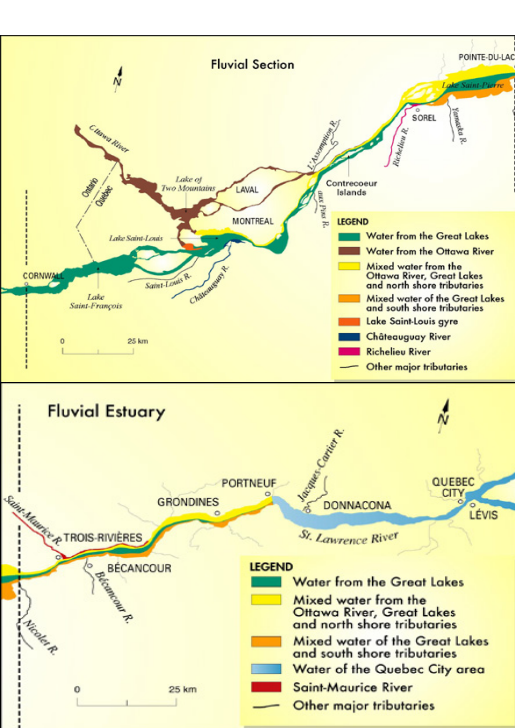 Fluvial Section
N
POINTE-DU-LAC
Lake Saint-Pierre
SOREL
Yamaska R.
Richelieu R.
L'Assomption R.
Ottawa River
Lake of
Two Mountains
LAVAL
Contrecoeur
Islands
aux Pins R.
Ontario
Quebec
MONTREAL
Lake Saint-Louis
CORNWALL
Saint-Louis R.
Châteauguay R.
Lake
Saint-François
0 25 km
LEGEND
Water from the Great Lakes
Water from the Ottawa River
Mixed water from the
Ottawa River, Great Lakes
and north shore tributaries
Mixed water of the Great Lakes
and south shore tributaries
Lake Saint-Louis gyre
Châteauguay River
Richelieu River
Other major tributaries
Fluvial Estuary
N
Jacques-Cartier R.
PORTNEUF
QUEBEC
CITY
GRONDINES
DONNACONA
LÉVIS
Saint-Maurice R.
St. Lawrence River
TROIS-RIVIÈRES
BÉCANCOUR
Bécancour R.
Nicolet R.
0 25 km
LEGEND
Water from the Great Lakes
Mixed water from the
Ottawa River, Great Lakes
and north shore tributaries
Mixed water of the Great Lakes
and south shore tributaries
Water of the Quebec City area
Saint-Maurice River
Other major tributaries